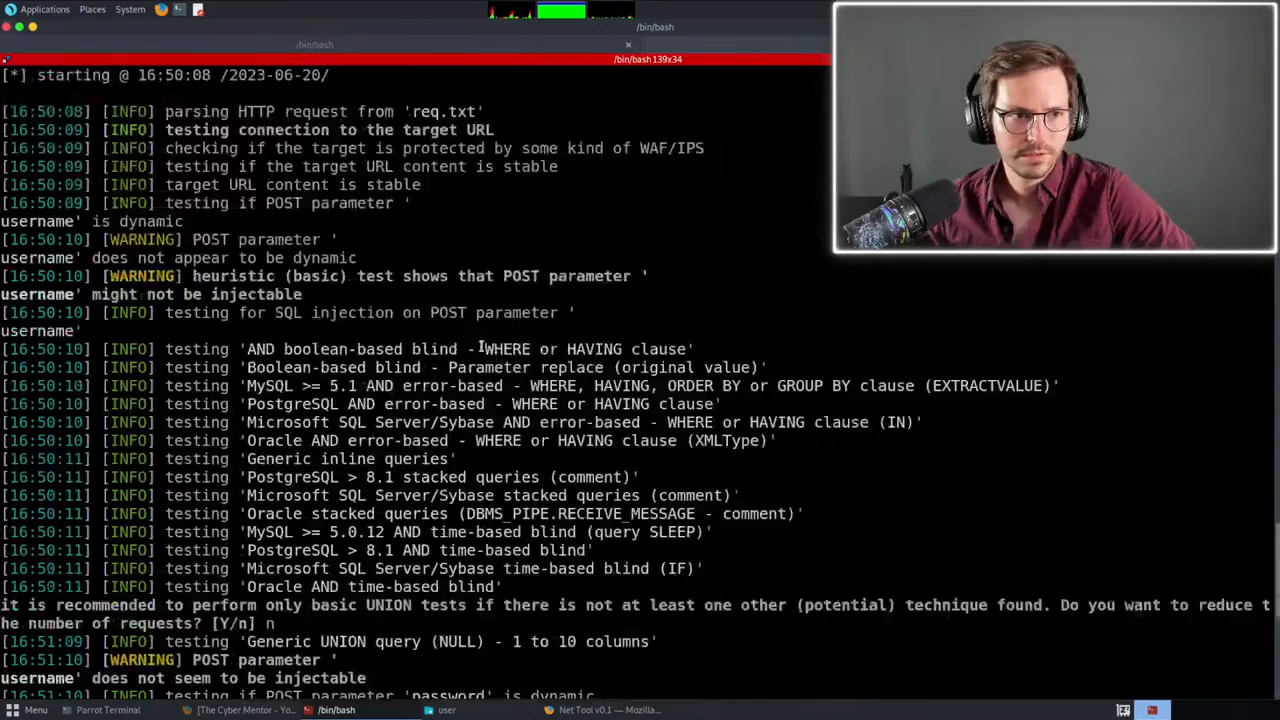 Applications Places System
/bin/bash
/bin/bash ×
/bin/bash 139x34
[*] starting @ 16:50:08 /2023-06-20/
[16:50:08] [INFO] parsing HTTP request from 'req.txt'
[16:50:09] [INFO] testing connection to the target URL
[16:50:09] [INFO] checking if the target is protected by some kind of WAF/IPS
[16:50:09] [INFO] testing if the target URL content is stable
[16:50:09] [INFO] target URL content is stable
[16:50:09] [INFO] testing if POST parameter '
username' is dynamic
[16:50:10] [WARNING] POST parameter '
username' does not appear to be dynamic
[16:50:10] [WARNING] heuristic (basic) test shows that POST parameter '
username' might not be injectable
[16:50:10] [INFO] testing for SQL injection on POST parameter '
username'
[16:50:10] [INFO] testing 'AND boolean-based blind - WHERE or HAVING clause'
[16:50:10] [INFO] testing 'Boolean-based blind - Parameter replace (original value)'
[16:50:10] [INFO] testing 'MySQL >= 5.1 AND error-based - WHERE, HAVING, ORDER BY or GROUP BY clause (EXTRACTVALUE)'
[16:50:10] [INFO] testing 'PostgreSQL AND error-based - WHERE or HAVING clause'
[16:50:10] [INFO] testing 'Microsoft SQL Server/Sybase AND error-based - WHERE or HAVING clause (IN)'
[16:50:10] [INFO] testing 'Oracle AND error-based - WHERE or HAVING clause (XMLType)'
[16:50:11] [INFO] testing 'Generic inline queries'
[16:50:11] [INFO] testing 'PostgreSQL > 8.1 stacked queries (comment)'
[16:50:11] [INFO] testing 'Microsoft SQL Server/Sybase stacked queries (comment)'
[16:50:11] [INFO] testing 'Oracle stacked queries (DBMS_PIPE.RECEIVE_MESSAGE - comment)'
[16:50:11] [INFO] testing 'MySQL >= 5.0.12 AND time-based blind (query SLEEP)'
[16:50:11] [INFO] testing 'PostgreSQL > 8.1 AND time-based blind'
[16:50:11] [INFO] testing 'Microsoft SQL Server/Sybase time-based blind (IF)'
[16:50:11] [INFO] testing 'Oracle AND time-based blind'
it is recommended to perform only basic UNION tests if there is not at least one other (potential) technique found. Do you want to reduce t
he number of requests? [Y/n] n
[16:51:09] [INFO] testing 'Generic UNION query (NULL) - 1 to 10 columns'
[16:51:10] [WARNING] POST parameter '
username' does not seem to be injectable
[16:51:10] [INFO] testing if POST parameter 'password' is dynamic
Menu Parrot Terminal [The Cyber Mentor - Yo... /bin/bash user Net Tool v0.1 — Mozilla...